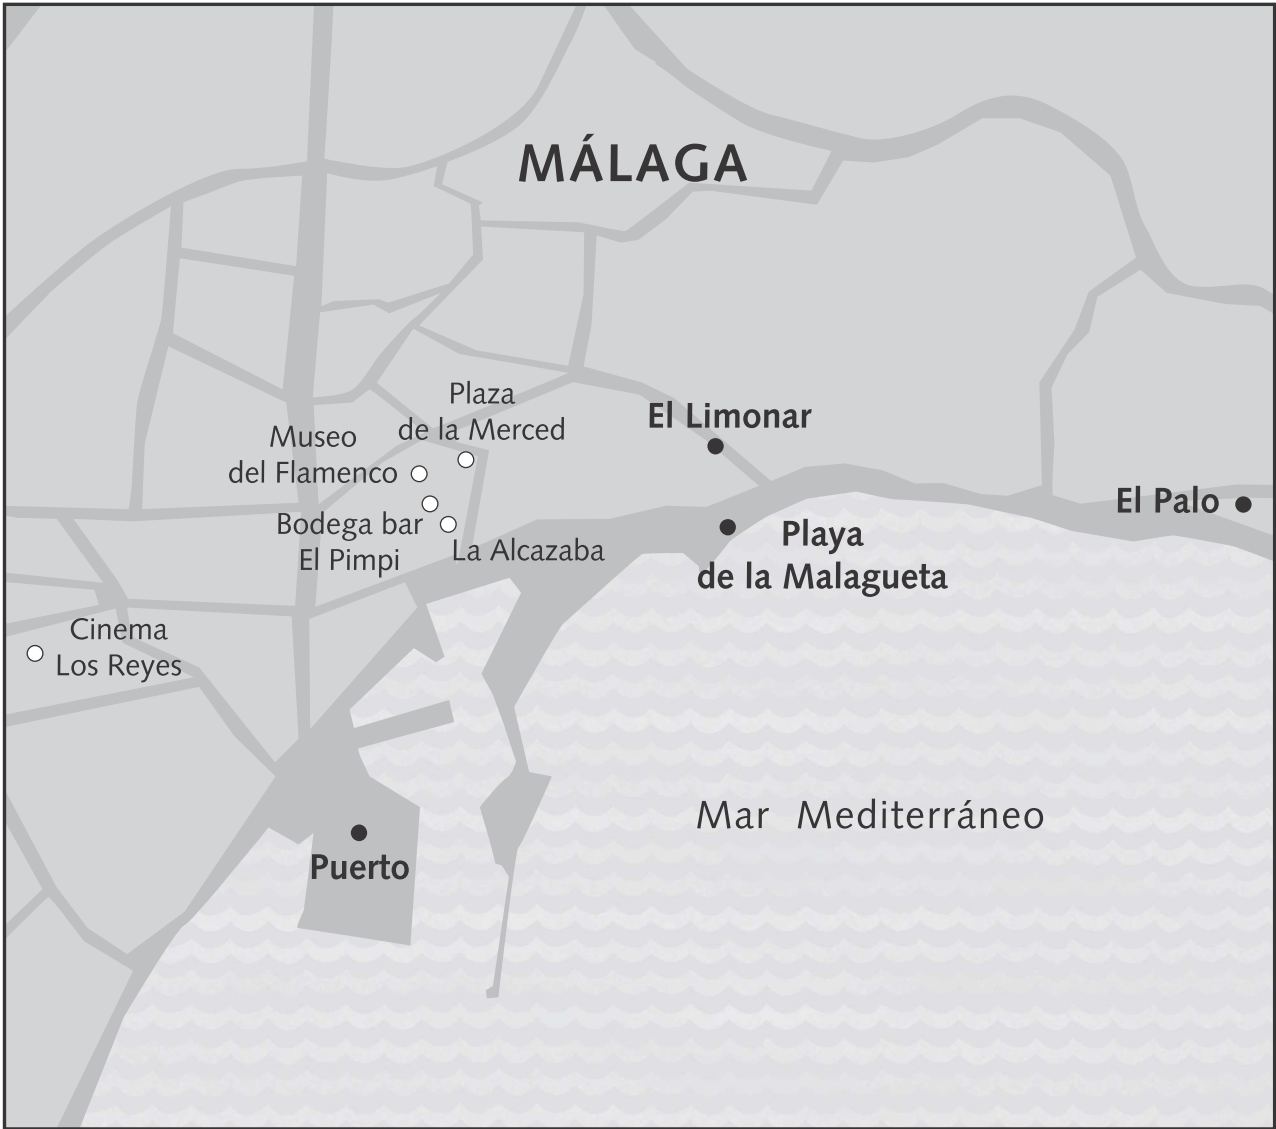 MÁLAGA
Plaza
de la Merced
El Limonar
Museo
del Flamenco
Bodega bar
El Pimpi
La Alcazaba
El Palo
Playa
de la Malagueta
Cinema
Los Reyes
Mar Mediterráneo
Puerto